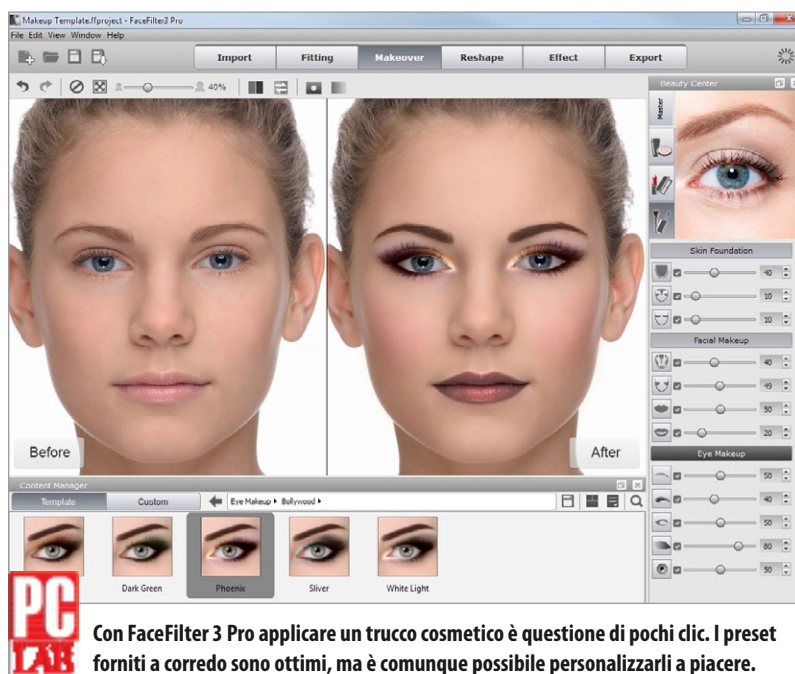 Makeup Template.ffproject - FaceFilter3 Pro
File Edit View Window Help
Import Fitting Makeover Reshape Effect Export
40%
Beauty Center
Master
Skin Foundation
40
10
10
Facial Makeup
40
49
50
20
Eye Makeup
50
40
50
80
50
Before
After
Content Manager
Template Custom Eye Makeup Bollywood
Dark Green Phoenix Sliver White Light
PC
LAB
Con FaceFilter 3 Pro applicare un trucco cosmetico è questione di pochi clic. I preset
forniti a corredo sono ottimi, ma è comunque possibile personalizzarli a piacere.